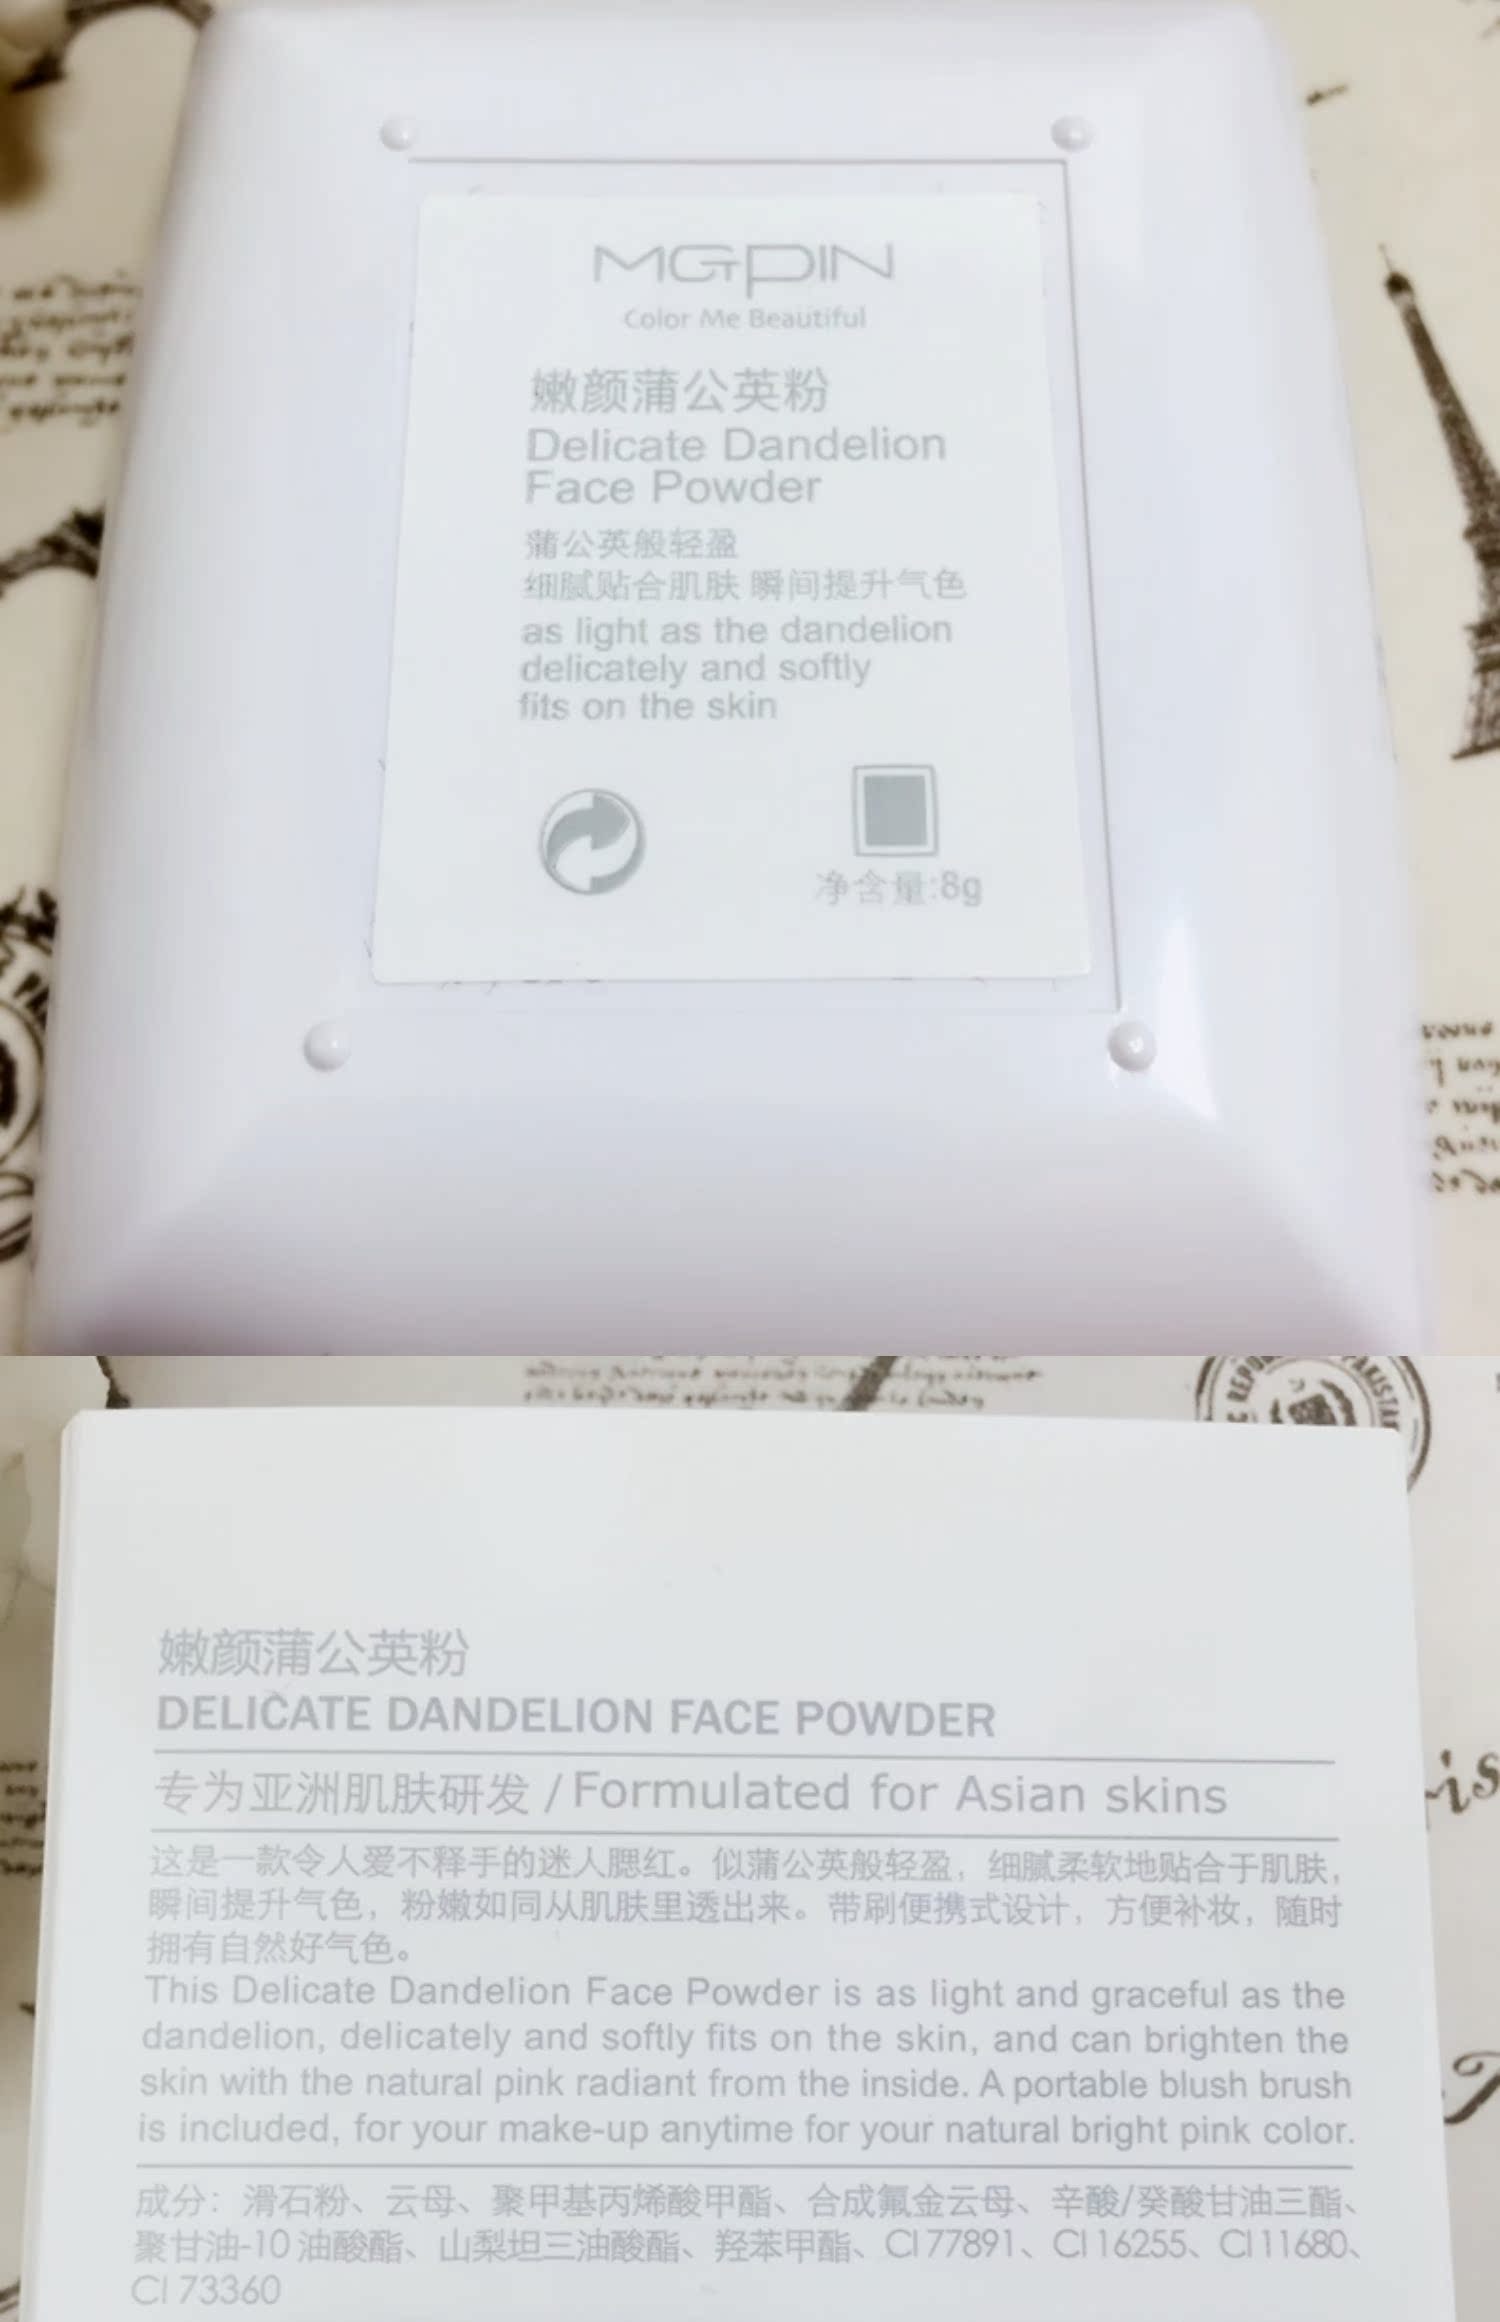 MGPIN
Color Me Beautiful
嫩颜蒲公英粉
Delicate Dandelion
Face Powder
蒲公英般轻盈
细腻贴合肌肤 瞬间提升气色
as light as the dandelion
delicately and softly
fits on the skin
净含量:8g
REPU
PAKISTAN
嫩颜蒲公英粉
DELICATE DANDELION FACE POWDER
专为亚洲肌肤研发 / Formulated for Asian skins
这是一款令人爱不释手的迷人腮红。似蒲公英般轻盈，细腻柔软地贴合于肌肤，
瞬间提升气色，粉嫩如同从肌肤里透出来。带刷便携式设计，方便补妆，随时
拥有自然好气色。
This Delicate Dandelion Face Powder is as light and graceful as the
dandelion, delicately and softly fits on the skin, and can brighten the
skin with the natural pink radiant from the inside. A portable blush brush
is included, for your make-up anytime for your natural bright pink color.
成分：滑石粉、云母、聚甲基丙烯酸甲酯、合成氟金云母、辛酸/癸酸甘油三酯、
聚甘油-10 油酸酯、山梨坦三油酸酯、羟苯甲酯、CI 77891、CI 16255、CI 11680、
CI 73360